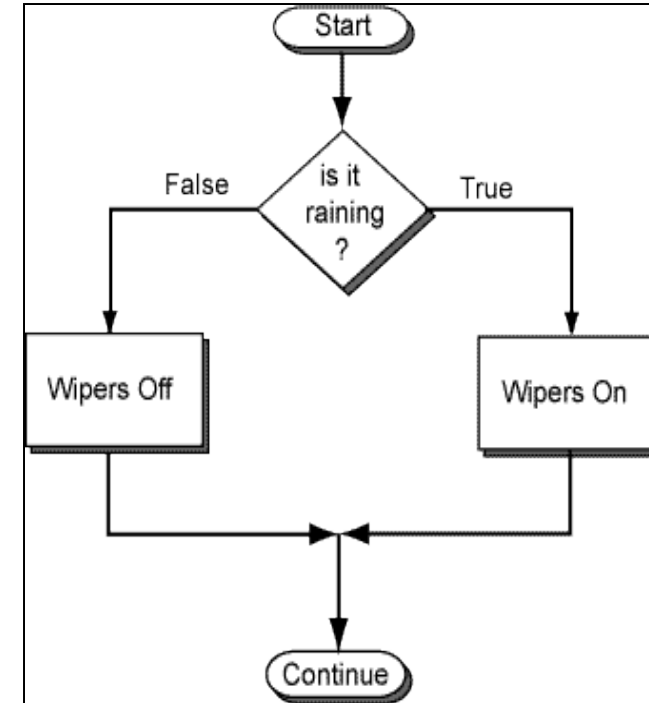 Start
is it
raining
?
False
True
Wipers Off
Wipers On
Continue